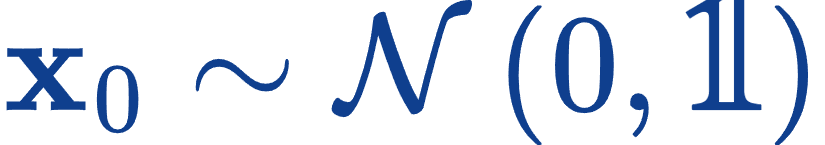 𝐱₀ ∼ 𝒩 (0, 𝟙)